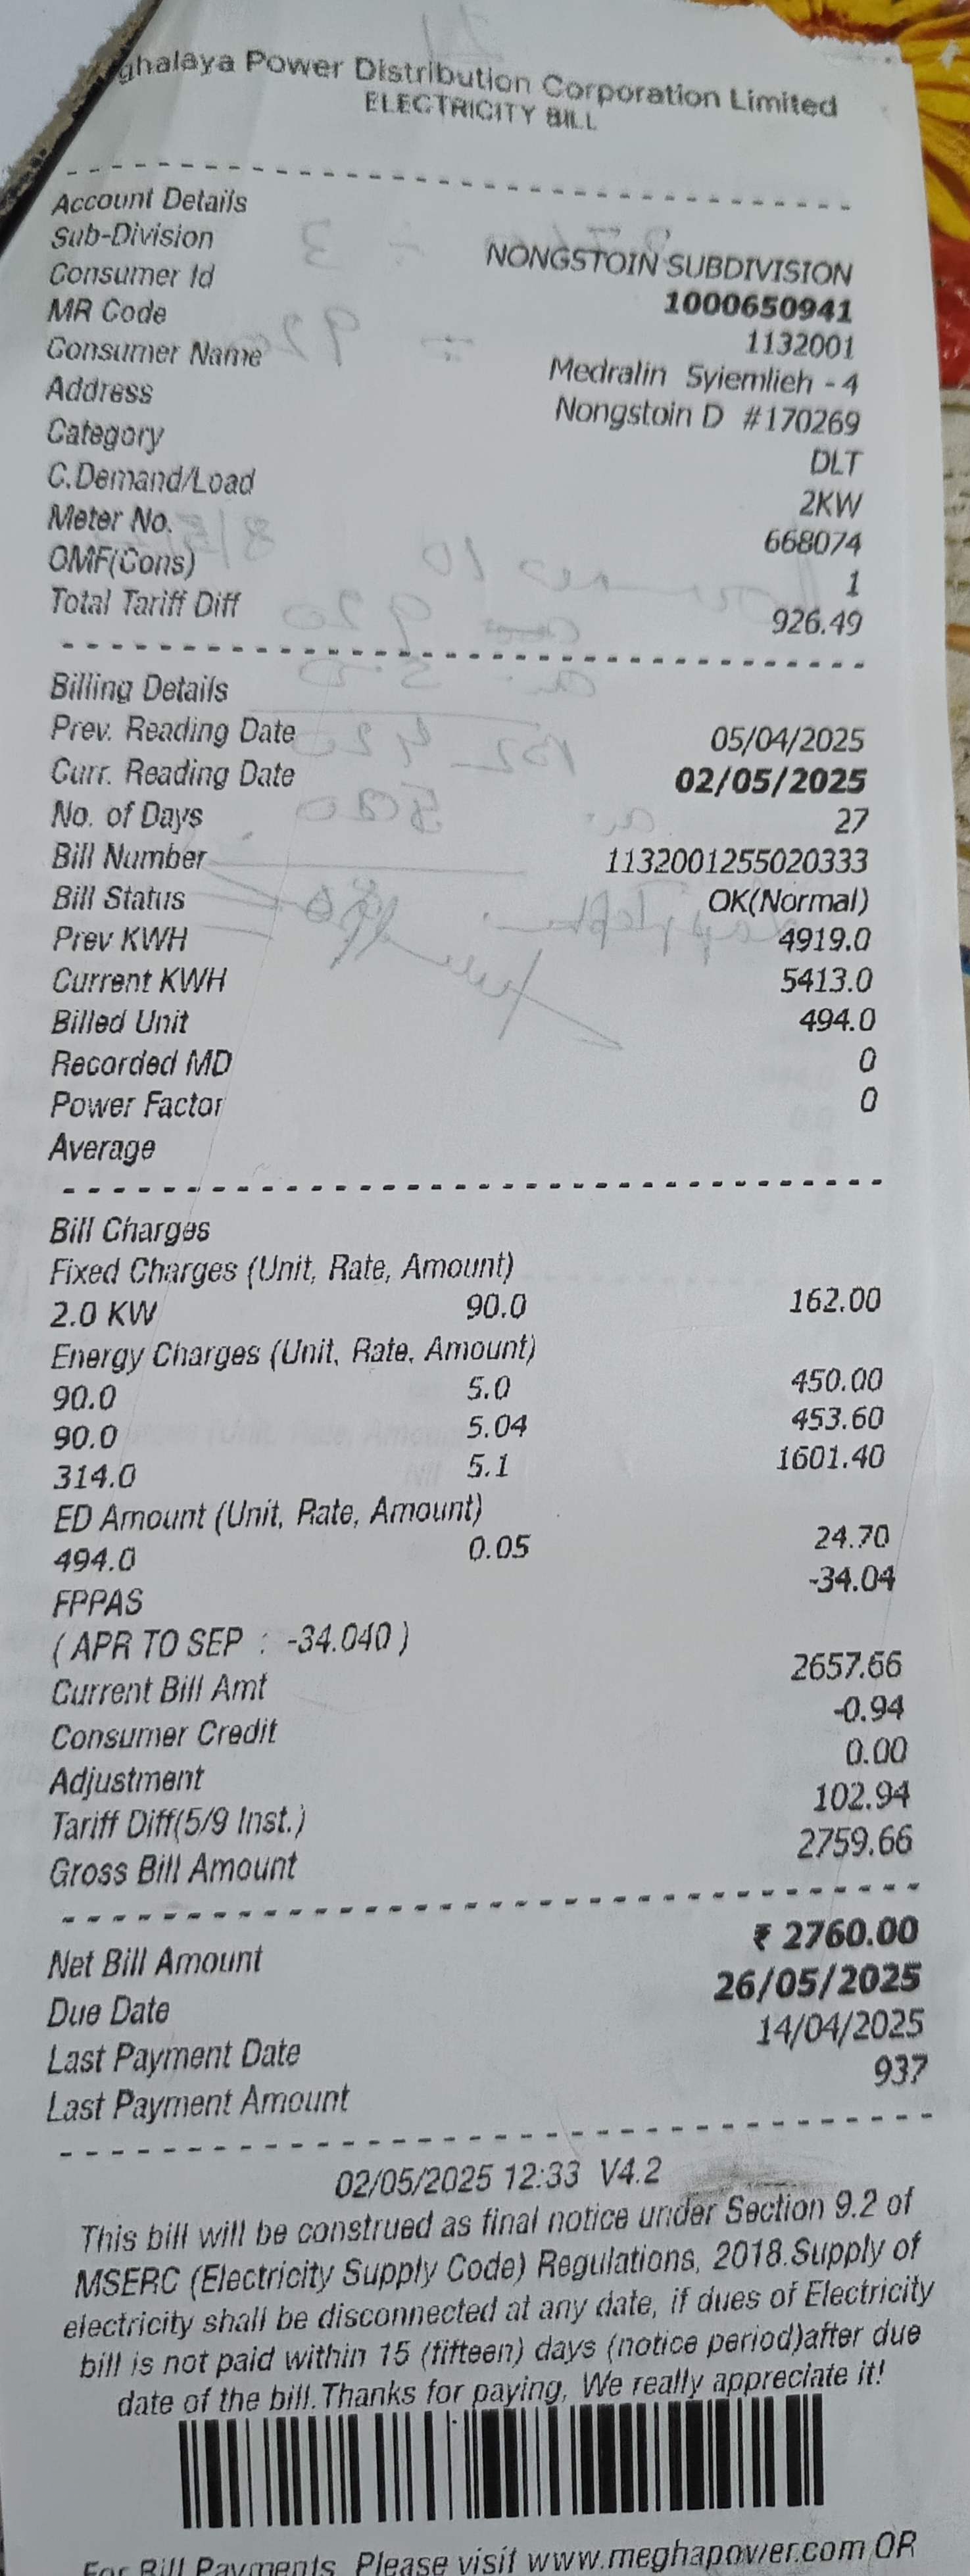 ghalaya Power Distribution Corporation Limited
ELECTRICITY BILL
Account Details
Sub-Division NONGSTOIN SUBDIVISION
Consumer Id 1000650941
MR Code 1132001
Consumer Name Medralin Syiemlieh - 4
Address Nongstoin D #170269
Category DLT
C.Demand/Load 2KW
Meter No. 668074
OMF(Cons) 1
Total Tariff Diff 926.49
Billing Details
Prev. Reading Date 05/04/2025
Curr. Reading Date 02/05/2025
No. of Days 27
Bill Number 1132001255020333
Bill Status OK(Normal)
Prev KWH 4919.0
Current KWH 5413.0
Billed Unit 494.0
Recorded MD 0
Power Factor 0
Average
Bill Charges
Fixed Charges (Unit, Rate, Amount)
2.0 KW 90.0 162.00
Energy Charges (Unit, Rate, Amount)
90.0 5.0 450.00
90.0 5.04 453.60
314.0 5.1 1601.40
ED Amount (Unit, Rate, Amount)
494.0 0.05 24.70
FPPAS -34.04
( APR TO SEP : -34.040 )
Current Bill Amt 2657.66
Consumer Credit -0.94
Adjustment 0.00
Tariff Diff(5/9 Inst.) 102.94
Gross Bill Amount 2759.66
Net Bill Amount ₹ 2760.00
Due Date 26/05/2025
Last Payment Date 14/04/2025
Last Payment Amount 937
02/05/2025 12:33 V4.2
This bill will be construed as final notice under Section 9.2 of
MSERC (Electricity Supply Code) Regulations, 2018.Supply of
electricity shall be disconnected at any date, if dues of Electricity
bill is not paid within 15 (fifteen) days (notice period)after due
date of the bill.Thanks for paying, We really appreciate it!
For Bill Payments, Please visit www.meghapower.com OR